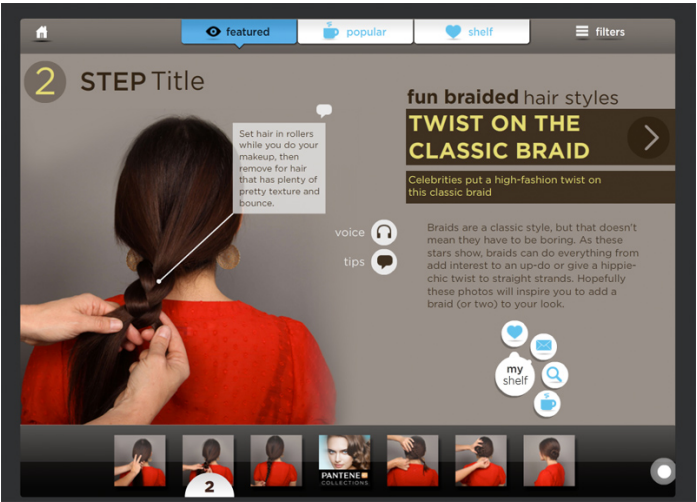 featured
popular
shelf
filters
2
STEP Title
Set hair in rollers
while you do your
makeup, then
remove for hair
that has plenty of
pretty texture and
bounce.
fun braided hair styles
TWIST ON THE
CLASSIC BRAID
Celebrities put a high-fashion twist on
this classic braid
voice
tips
Braids are a classic style, but that doesn't
mean they have to be boring. As these
stars show, braids can do everything from
add interest to an up-do or give a hippie-
chic twist to straight strands. Hopefully
these photos will inspire you to add a
braid (or two) to your look.
my
shelf
2
PANTENE
COLLECTIONS